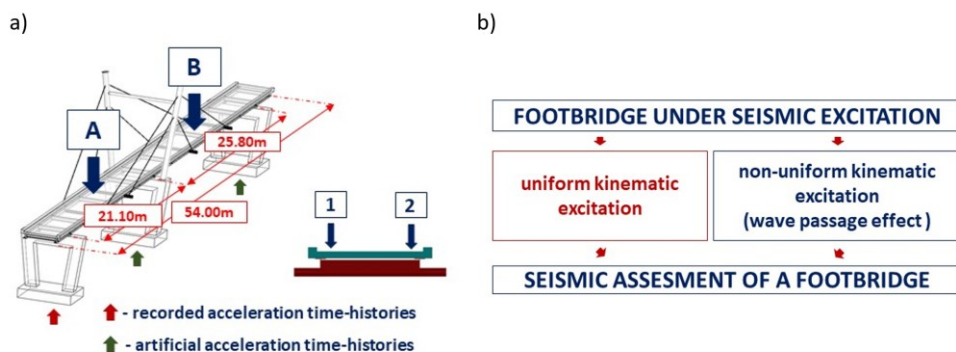 a)
B
A
25.80m
21.10m
54.00m
1
2
- recorded acceleration time-histories
- artificial acceleration time-histories
b)
FOOTBRIDGE UNDER SEISMIC EXCITATION
uniform kinematic
excitation
non-uniform kinematic
excitation
(wave passage effect )
SEISMIC ASSESMENT OF A FOOTBRIDGE